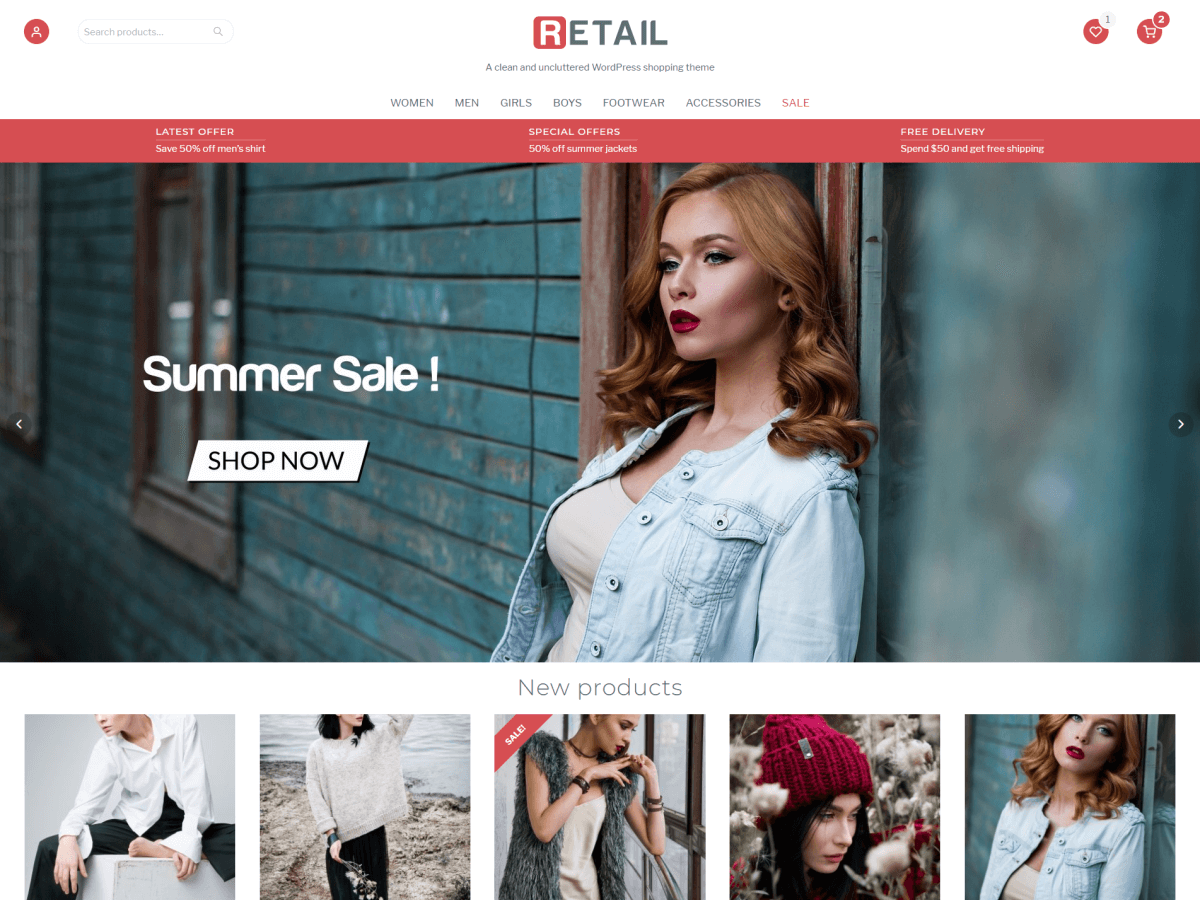 Search products...
RETAIL
1
2
A clean and uncluttered WordPress shopping theme
WOMEN MEN GIRLS BOYS FOOTWEAR ACCESSORIES SALE
LATEST OFFER
Save 50% off men's shirt
SPECIAL OFFERS
50% off summer jackets
FREE DELIVERY
Spend $50 and get free shipping
Summer Sale !
SHOP NOW
New products
SALE!